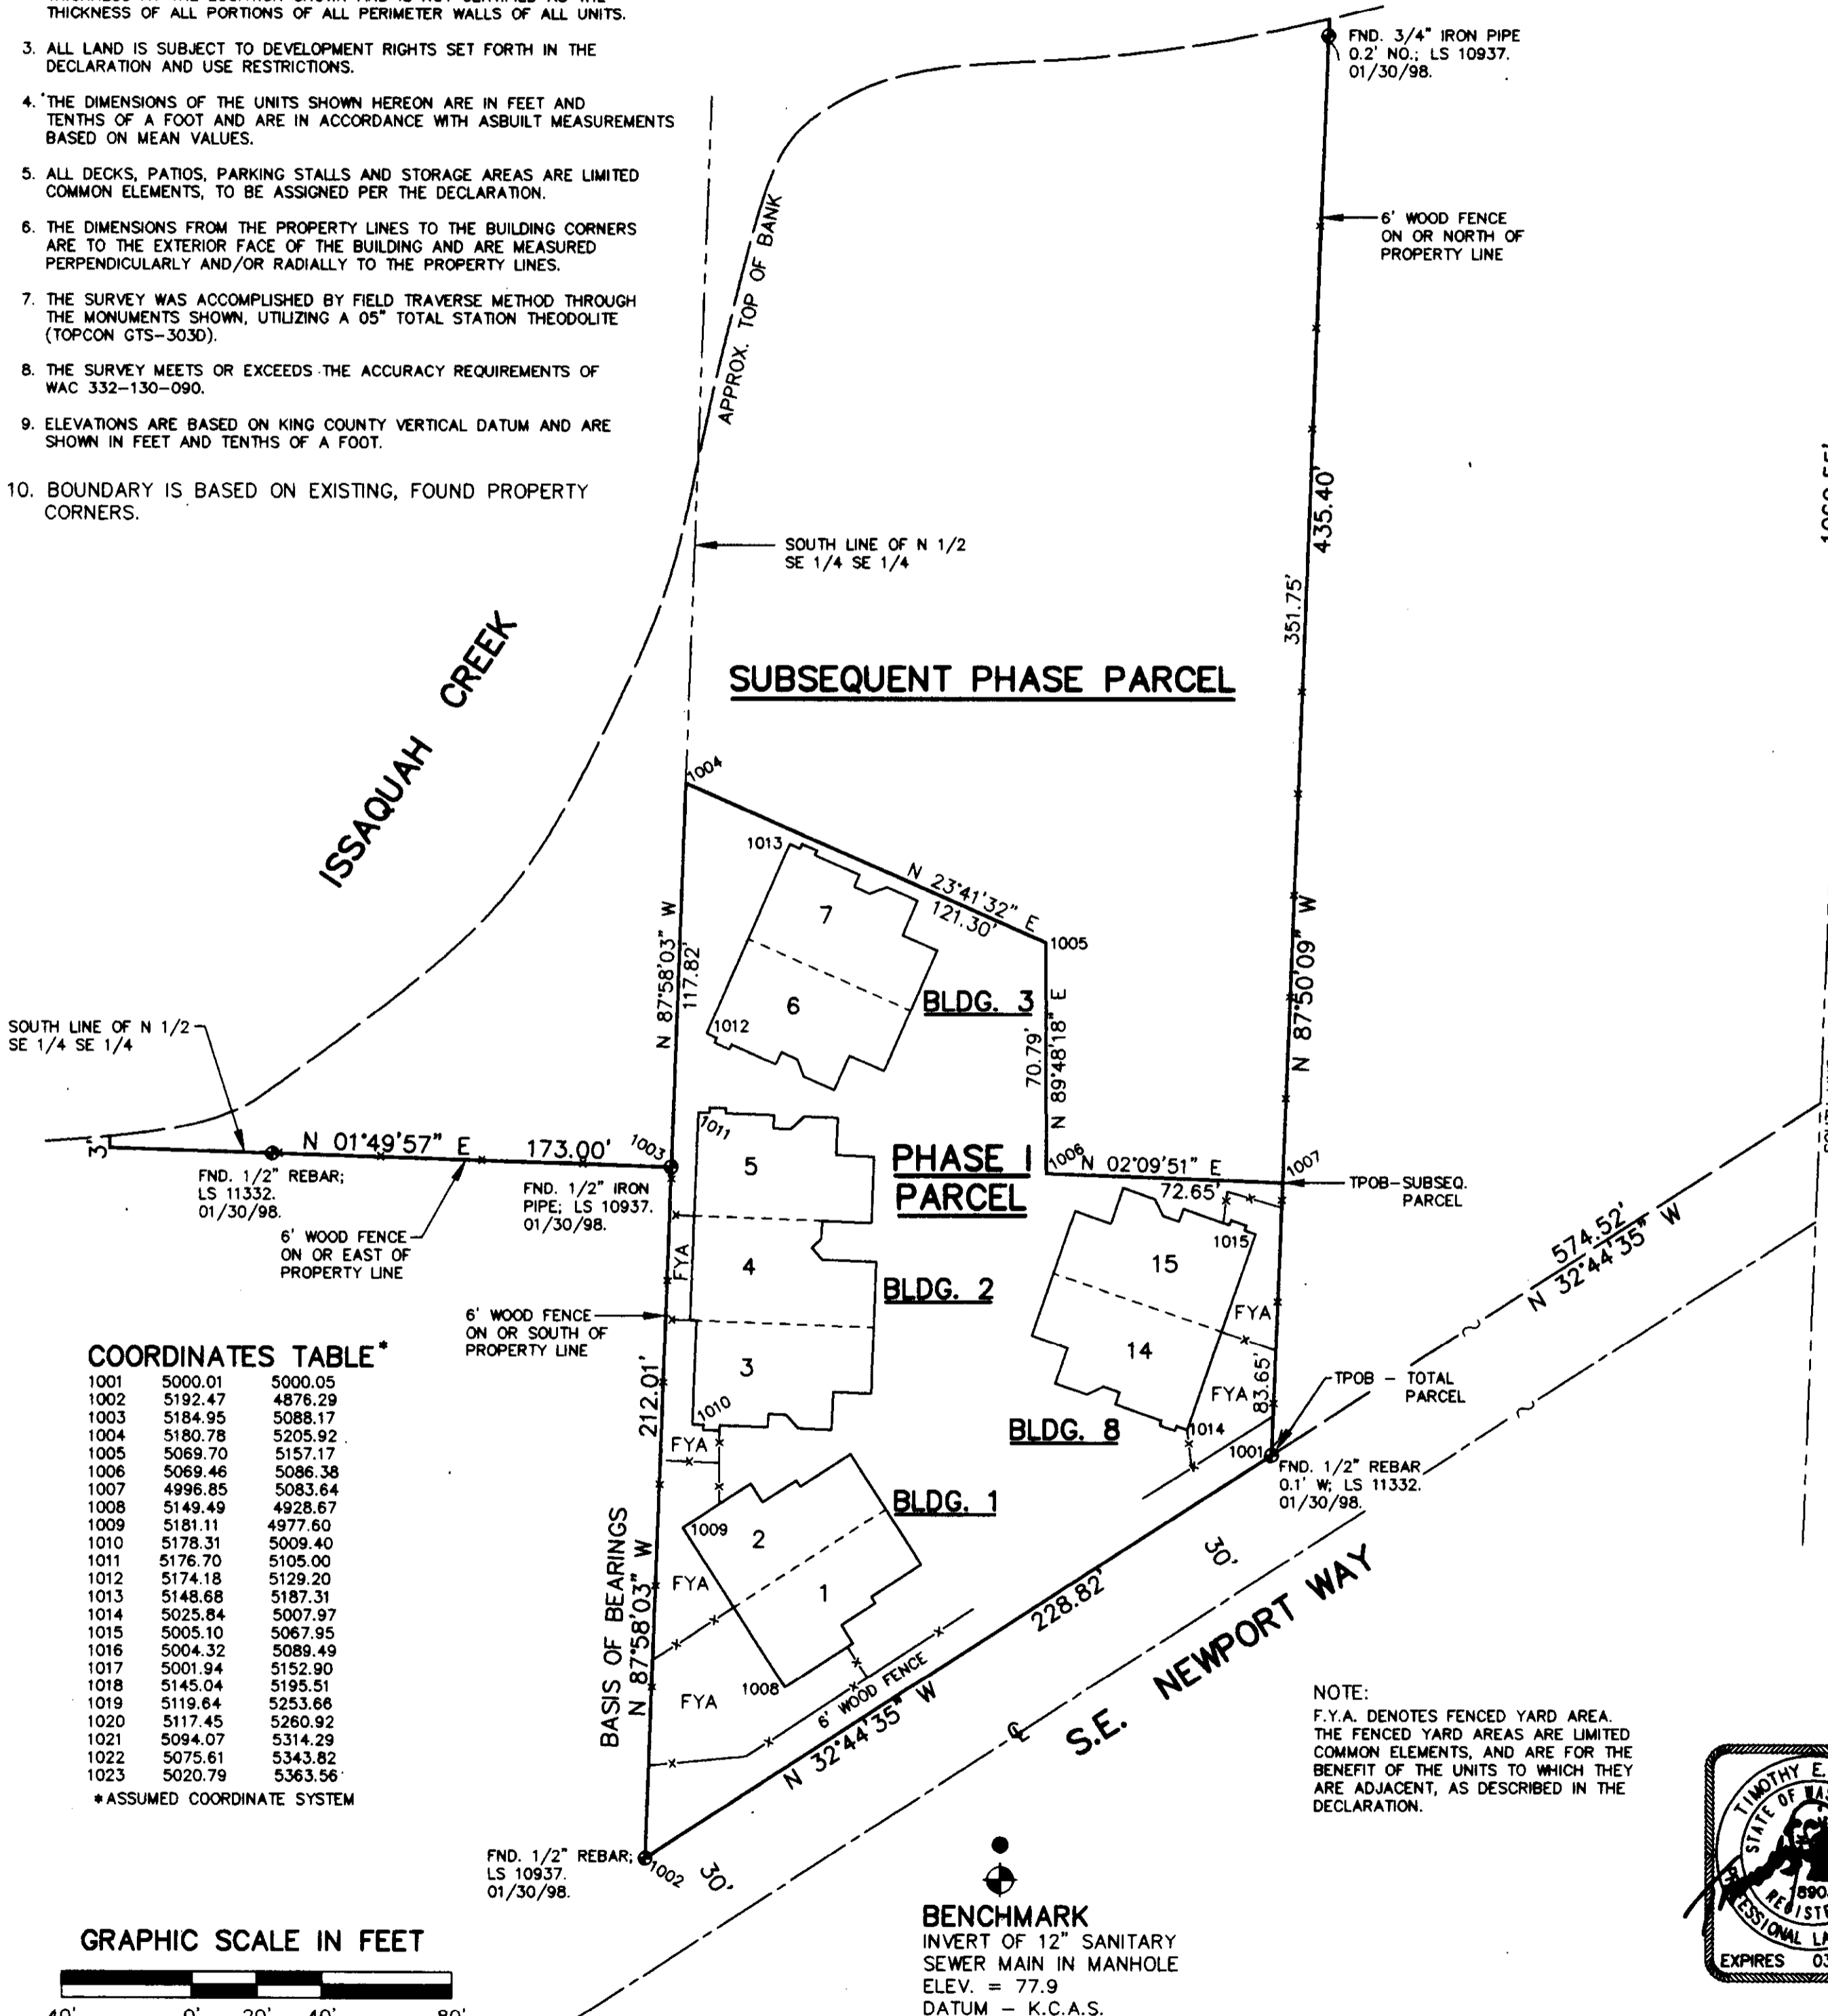 THICKNESS OF ALL PORTIONS OF ALL PERIMETER WALLS OF ALL UNITS.
3. ALL LAND IS SUBJECT TO DEVELOPMENT RIGHTS SET FORTH IN THE
DECLARATION AND USE RESTRICTIONS.
4. THE DIMENSIONS OF THE UNITS SHOWN HEREON ARE IN FEET AND
TENTHS OF A FOOT AND ARE IN ACCORDANCE WITH ASBUILT MEASUREMENTS
BASED ON MEAN VALUES.
5. ALL DECKS, PATIOS, PARKING STALLS AND STORAGE AREAS ARE LIMITED
COMMON ELEMENTS, TO BE ASSIGNED PER THE DECLARATION.
6. THE DIMENSIONS FROM THE PROPERTY LINES TO THE BUILDING CORNERS
ARE TO THE EXTERIOR FACE OF THE BUILDING AND ARE MEASURED
PERPENDICULARLY AND/OR RADIALLY TO THE PROPERTY LINES.
7. THE SURVEY WAS ACCOMPLISHED BY FIELD TRAVERSE METHOD THROUGH
THE MONUMENTS SHOWN, UTILIZING A 05" TOTAL STATION THEODOLITE
(TOPCON GTS-303D).
8. THE SURVEY MEETS OR EXCEEDS THE ACCURACY REQUIREMENTS OF
WAC 332-130-090.
9. ELEVATIONS ARE BASED ON KING COUNTY VERTICAL DATUM AND ARE
SHOWN IN FEET AND TENTHS OF A FOOT.
10. BOUNDARY IS BASED ON EXISTING, FOUND PROPERTY
CORNERS.
FND. 3/4" IRON PIPE
0.2' NO.; LS 10937.
01/30/98.
6' WOOD FENCE
ON OR NORTH OF
PROPERTY LINE
APPROX. TOP OF BANK
435.40'
351.75'
SOUTH LINE OF N 1/2
SE 1/4 SE 1/4
ISSAQUAH CREEK
SUBSEQUENT PHASE PARCEL
1004
1013
N 23°41'32" E
121.30'
7
1005
N 87°58'03" W
117.82'
6
BLDG. 3
1012
70.79'
N 89°48'18" E
N 87°50'09" W
SOUTH LINE OF N 1/2
SE 1/4 SE 1/4
3'
N 01°49'57" E 173.00'
1003
1011
FND. 1/2" REBAR;
LS 11332.
01/30/98.
FND. 1/2" IRON
PIPE; LS 10937.
01/30/98.
6' WOOD FENCE
ON OR EAST OF
PROPERTY LINE
5
PHASE I
PARCEL
1006
N 02°09'51" E
72.65'
1007
TPOB-SUBSEQ.
PARCEL
1015
15
FYA
4
BLDG. 2
FYA
574.52'
N 32°44'35" W
6' WOOD FENCE
ON OR SOUTH OF
PROPERTY LINE
3
14
212.01'
1010
FYA
83.65'
TPOB - TOTAL
PARCEL
BLDG. 8
1014
1001
FYA
FND. 1/2" REBAR
0.1' W; LS 11332.
01/30/98.
COORDINATES TABLE*
1001 5000.01 5000.05
1002 5192.47 4876.29
1003 5184.95 5088.17
1004 5180.78 5205.92
1005 5069.70 5157.17
1006 5069.46 5086.38
1007 4996.85 5083.64
1008 5149.49 4928.67
1009 5181.11 4977.60
1010 5178.31 5009.40
1011 5176.70 5105.00
1012 5174.18 5129.20
1013 5148.68 5187.31
1014 5025.84 5007.97
1015 5005.10 5067.95
1016 5004.32 5089.49
1017 5001.94 5152.90
1018 5145.04 5195.51
1019 5119.64 5253.66
1020 5117.45 5260.92
1021 5094.07 5314.29
1022 5075.61 5343.82
1023 5020.79 5363.56
*ASSUMED COORDINATE SYSTEM
BLDG. 1
1009
2
1
FYA
FYA
1008
BASIS OF BEARINGS
N 87°58'03" W
6' WOOD FENCE
228.82'
N 32°44'35" W
30'
S.E. NEWPORT WAY
FND. 1/2" REBAR;
LS 10937.
01/30/98.
1002
30'
NOTE:
F.Y.A. DENOTES FENCED YARD AREA.
THE FENCED YARD AREAS ARE LIMITED
COMMON ELEMENTS, AND ARE FOR THE
BENEFIT OF THE UNITS TO WHICH THEY
ARE ADJACENT, AS DESCRIBED IN THE
DECLARATION.
TIMOTHY E.
STATE OF WAS
REGISTE
EXPIRES 03
BENCHMARK
INVERT OF 12" SANITARY
SEWER MAIN IN MANHOLE
ELEV. = 77.9
DATUM - K.C.A.S.
GRAPHIC SCALE IN FEET
40' 0' 20' 40' 80'